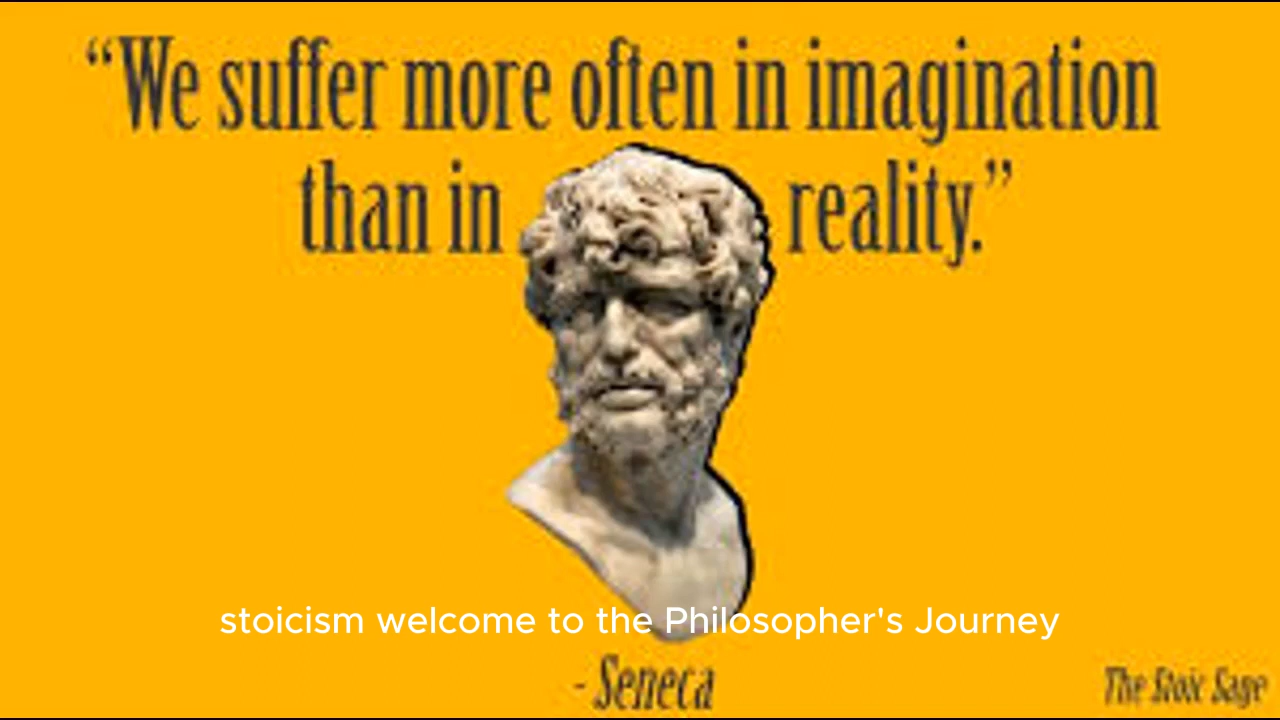 “We suffer more often in imagination
than in reality.”
stoicism welcome to the Philosopher's Journey
- Seneca
The Stoic Sage